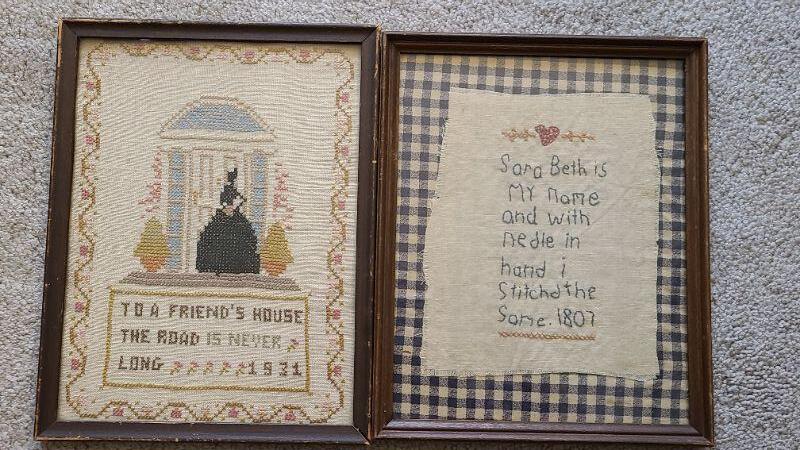 TO A FRIEND'S HOUSE
THE ROAD IS NEVER
LONG 1931
Sara Beth is
MY name
and with
nedle in
hand i
Stitchd the
Same. 1807